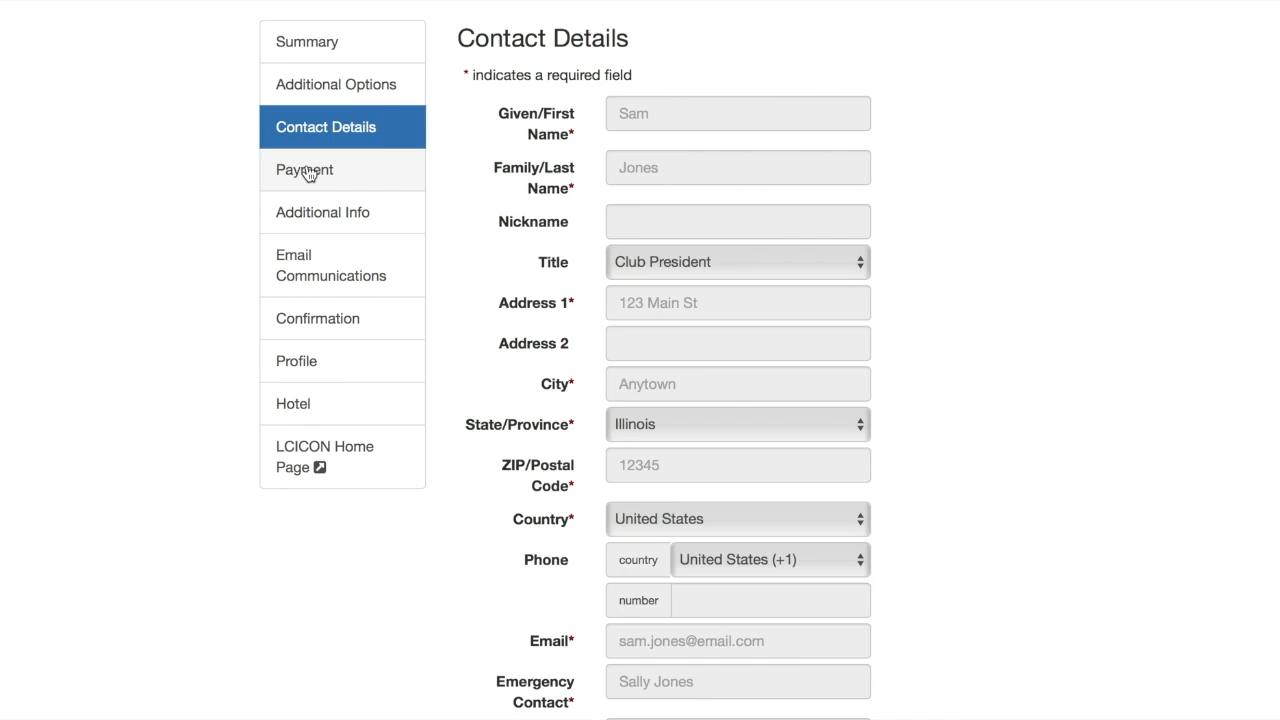 Summary
Additional Options
Contact Details
Payment
Additional Info
Email
Communications
Confirmation
Profile
Hotel
LCICON Home
Page
Contact Details
* indicates a required field
Given/First
Name*
Sam
Family/Last
Name*
Jones
Nickname
Title
Club President
Address 1*
123 Main St
Address 2
City*
Anytown
State/Province*
Illinois
ZIP/Postal
Code*
12345
Country*
United States
Phone
country
United States (+1)
number
Email*
sam.jones@email.com
Emergency
Contact*
Sally Jones